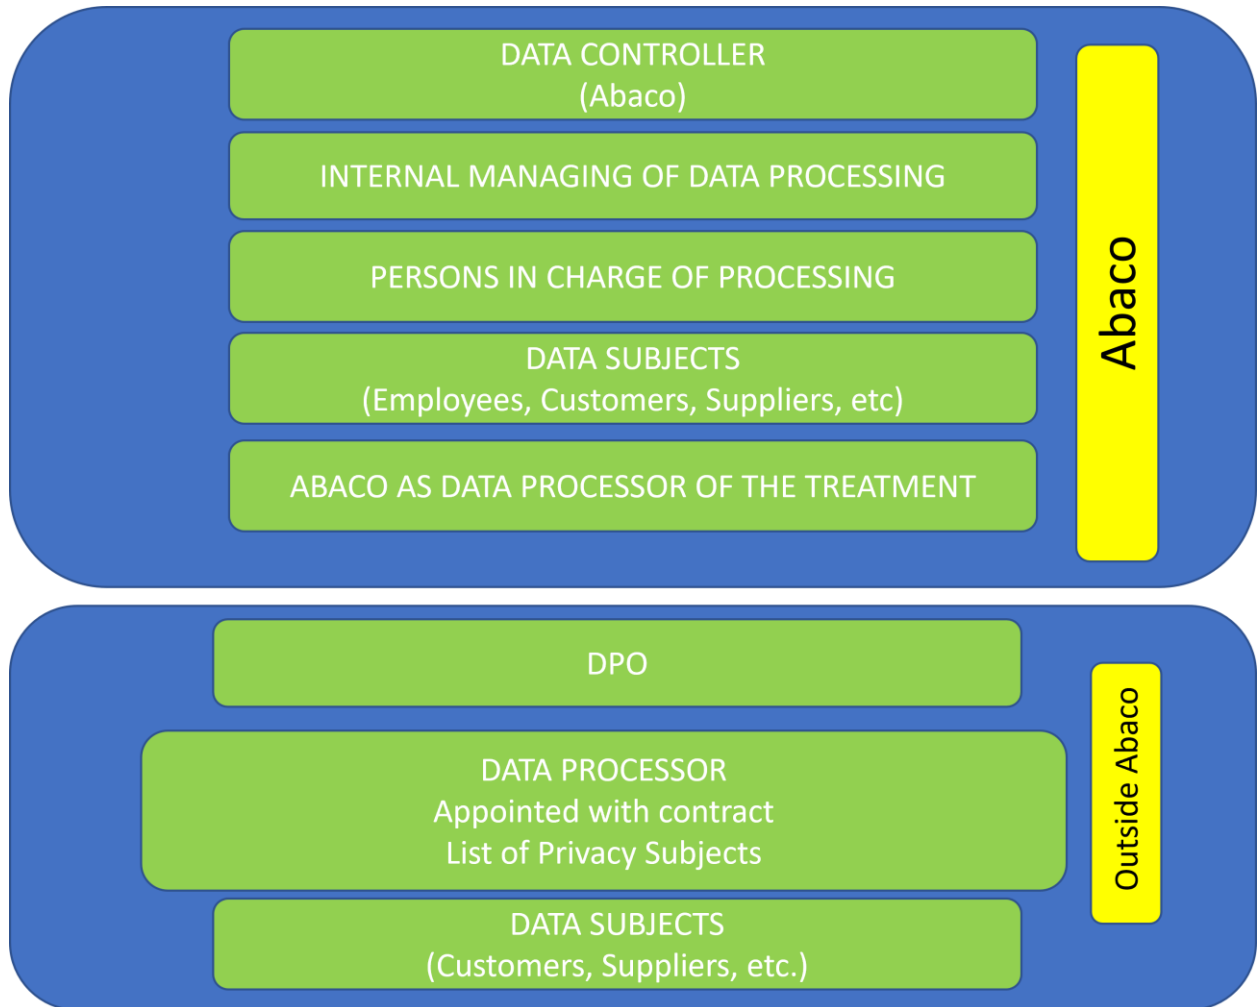 DATA CONTROLLER
(Abaco)
INTERNAL MANAGING OF DATA PROCESSING
PERSONS IN CHARGE OF PROCESSING
DATA SUBJECTS
(Employees, Customers, Suppliers, etc)
ABACO AS DATA PROCESSOR OF THE TREATMENT
Abaco
DPO
DATA PROCESSOR
Appointed with contract
List of Privacy Subjects
DATA SUBJECTS
(Customers, Suppliers, etc.)
Outside Abaco